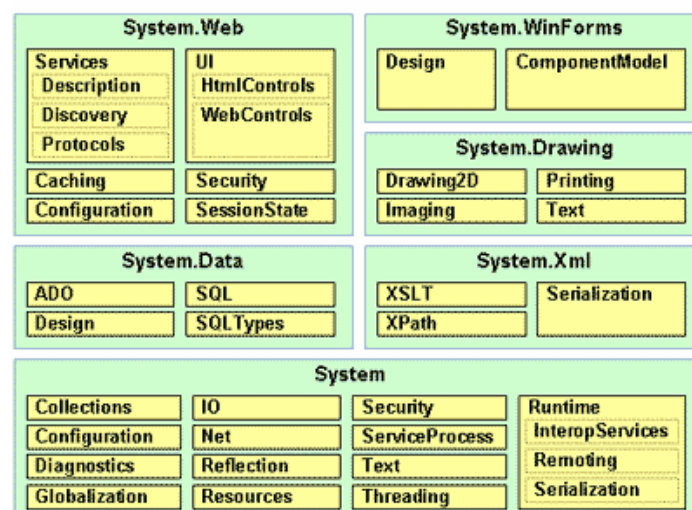 System.Web
Services
Description
Discovery
Protocols
UI
HtmlControls
WebControls
Caching
Security
Configuration
SessionState
System.WinForms
Design
ComponentModel
System.Drawing
Drawing2D
Printing
Imaging
Text
System.Data
ADO
SQL
Design
SQLTypes
System.Xml
XSLT
Serialization
XPath
System
Collections
Configuration
Diagnostics
Globalization
IO
Net
Reflection
Resources
Security
ServiceProcess
Text
Threading
Runtime
InteropServices
Remoting
Serialization